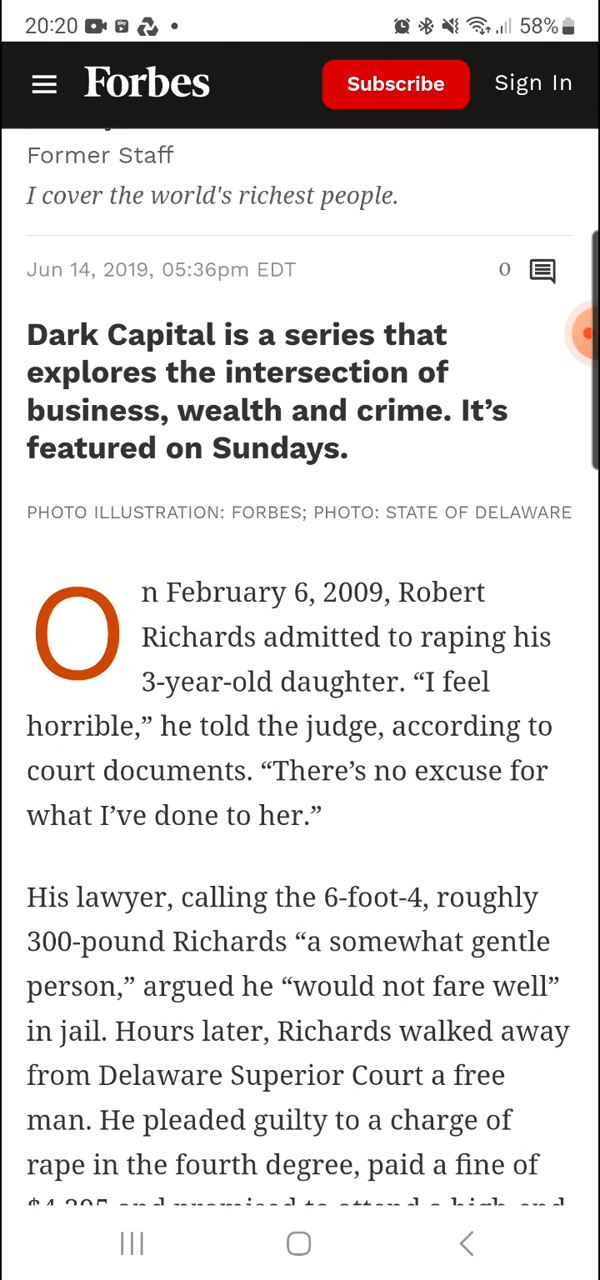 20:20
58%
Forbes
Subscribe
Sign In
Former Staff
I cover the world's richest people.
Jun 14, 2019, 05:36pm EDT
0
Dark Capital is a series that
explores the intersection of
business, wealth and crime. It’s
featured on Sundays.
PHOTO ILLUSTRATION: FORBES; PHOTO: STATE OF DELAWARE
On February 6, 2009, Robert
Richards admitted to raping his
3-year-old daughter. “I feel
horrible,” he told the judge, according to
court documents. “There’s no excuse for
what I’ve done to her.”
His lawyer, calling the 6-foot-4, roughly
300-pound Richards “a somewhat gentle
person,” argued he “would not fare well”
in jail. Hours later, Richards walked away
from Delaware Superior Court a free
man. He pleaded guilty to a charge of
rape in the fourth degree, paid a fine of